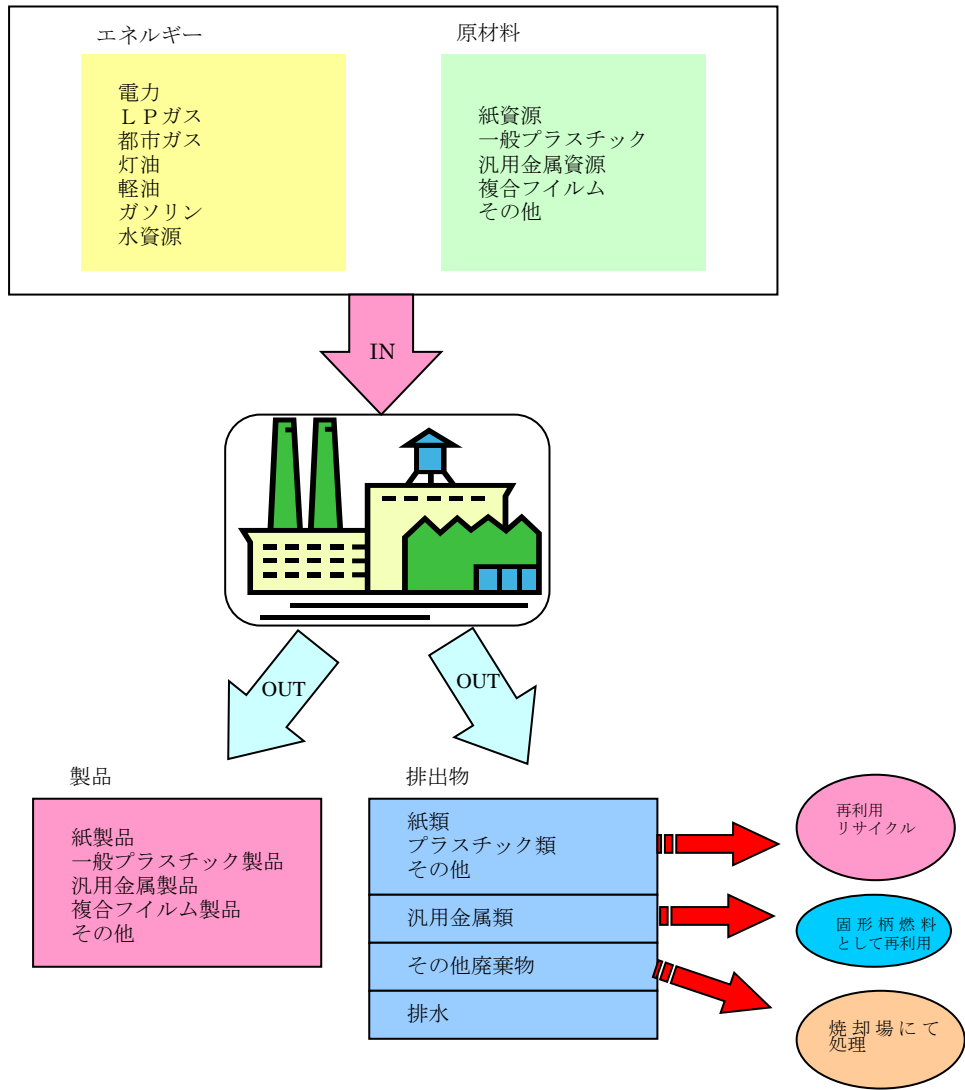 エネルギー
電力
ＬＰガス
都市ガス
灯油
軽油
ガソリン
水資源
原材料
紙資源
一般プラスチック
汎用金属資源
複合フイルム
その他
IN
OUT
OUT
製品
紙製品
一般プラスチック製品
汎用金属製品
複合フイルム製品
その他
排出物
紙類
プラスチック類
その他
汎用金属類
その他廃棄物
排水
再利用
リサイクル
固形柄燃料
として再利用
焼却場にて
処理